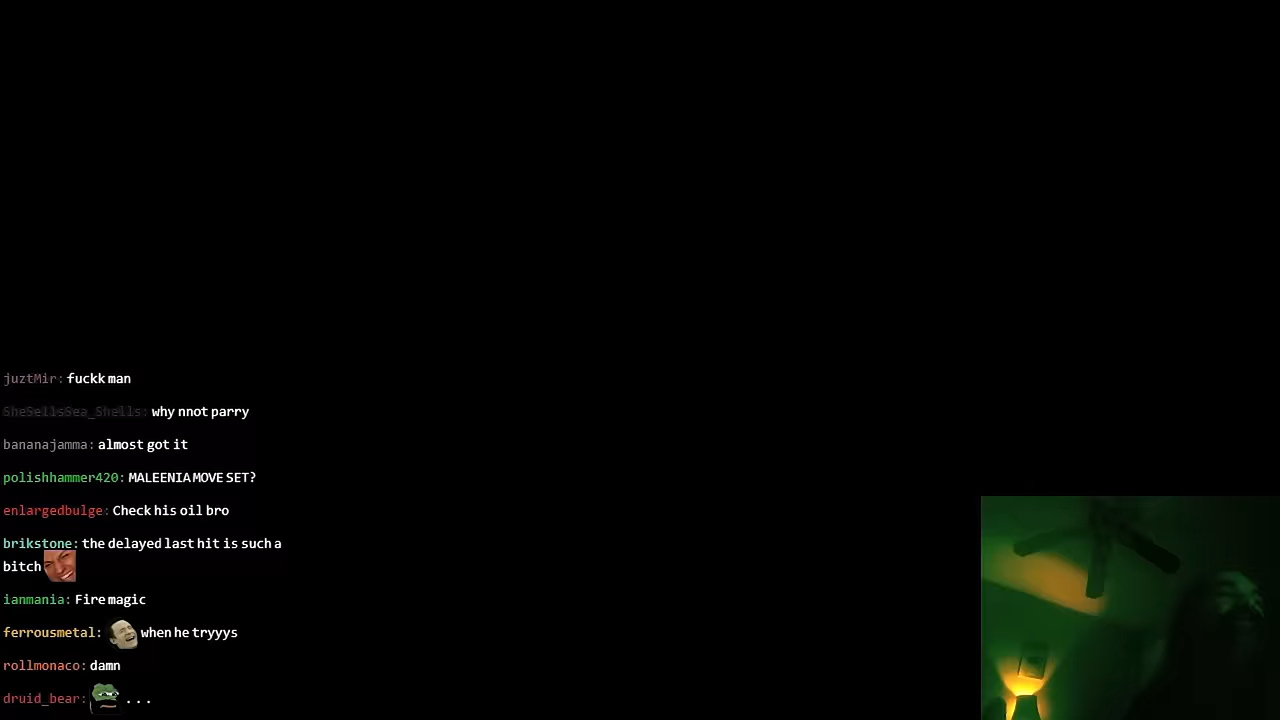 juztMir: fuckk man
SheSellsSea_Shells: why nnot parry
bananajamma: almost got it
polishhammer420: MALEENIA MOVE SET?
enlargedbulge: Check his oil bro
brikstone: the delayed last hit is such a
bitch
ianmania: Fire magic
ferrousmetal: when he tryyys
rollmonaco: damn
druid_bear: ...